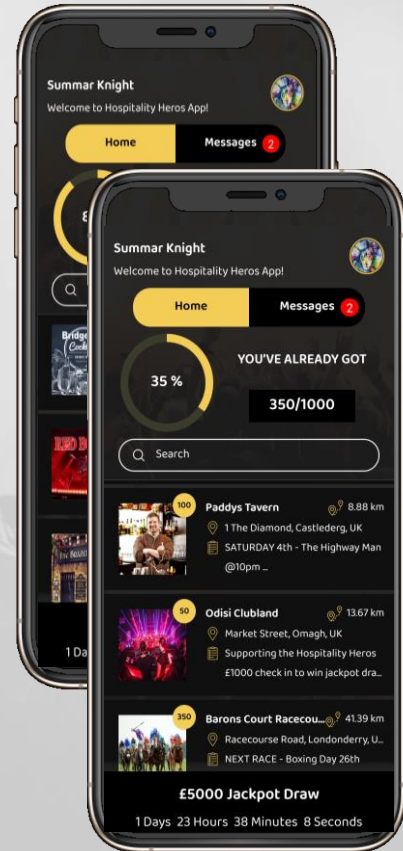 Summar Knight
Welcome to Hospitality Heros App!
Home
Messages 2
Bridge
Cock
RED BO
1 Da
Summar Knight
Welcome to Hospitality Heros App!
Home
Messages 2
35 %
YOU'VE ALREADY GOT
350/1000
Search
100
Paddys Tavern
8.88 km
1 The Diamond, Castlederg, UK
SATURDAY 4th - The Highway Man
@10pm ...
50
Odisi Clubland
13.67 km
Market Street, Omagh, UK
Supporting the Hospitality Heros
£1000 check in to win jackpot dra...
350
Barons Court Racecou...
41.39 km
Racecourse Road, Londonderry, U...
NEXT RACE - Boxing Day 26th
£5000 Jackpot Draw
1 Days 23 Hours 38 Minutes 8 Seconds